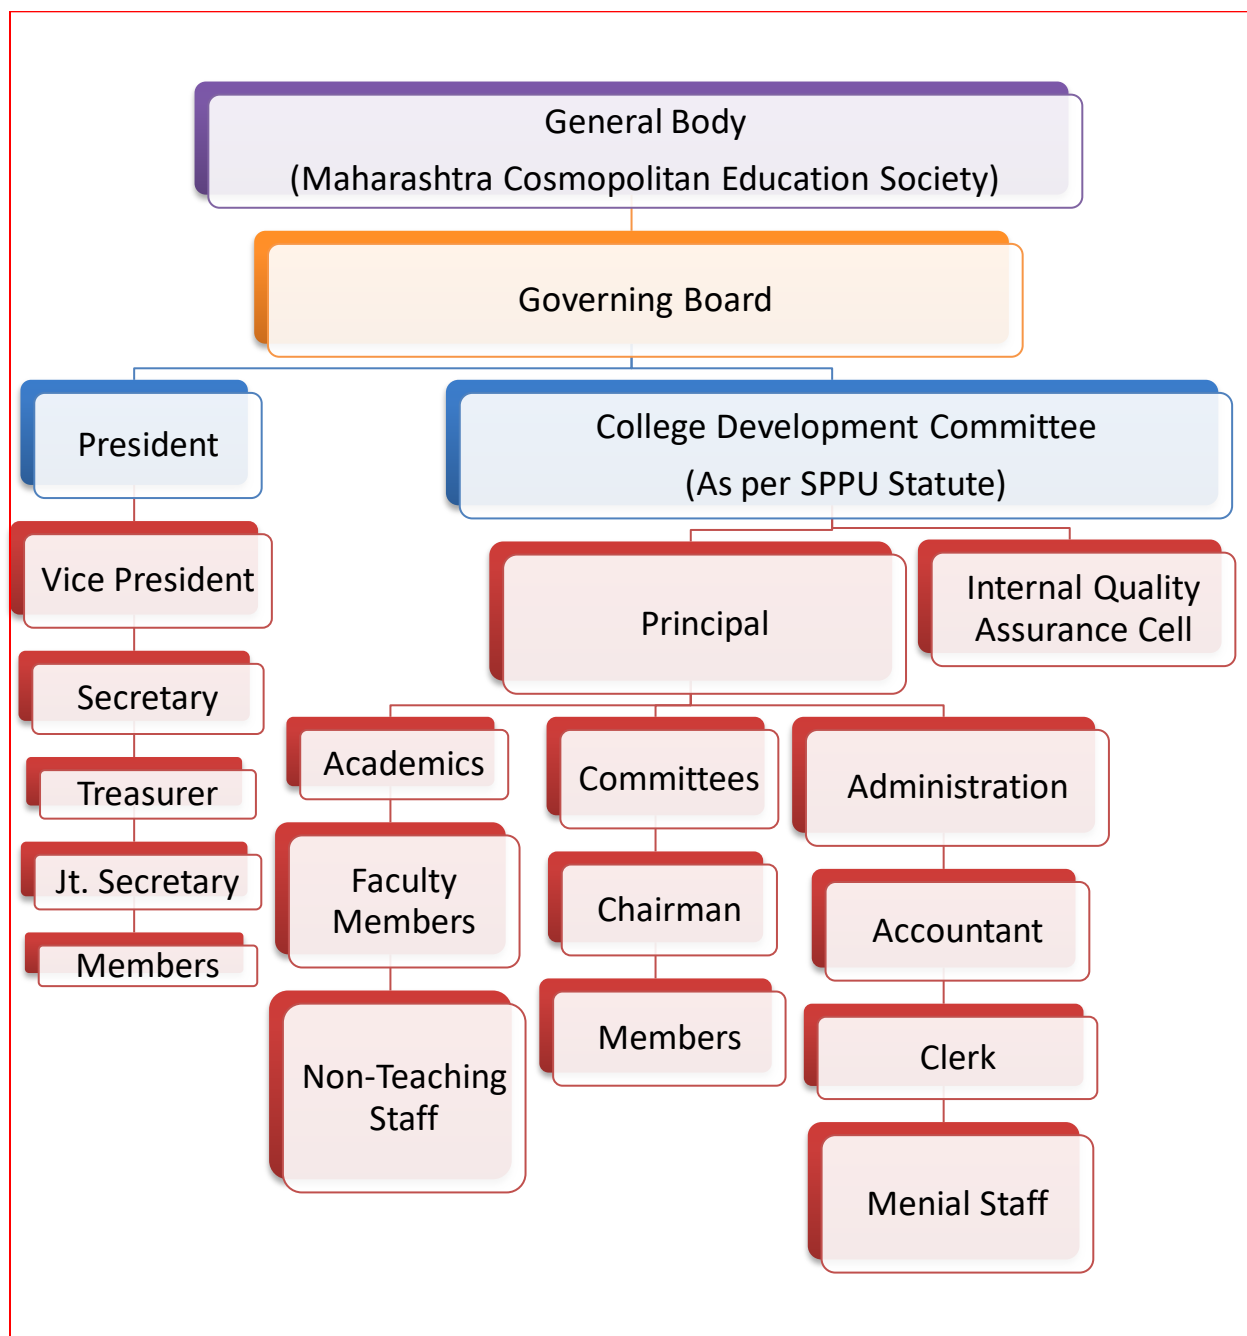 General Body
(Maharashtra Cosmopolitan Education Society)
Governing Board
President
College Development Committee
(As per SPPU Statute)
Vice President
Principal
Internal Quality
Assurance Cell
Secretary
Treasurer
Jt. Secretary
Members
Academics
Committees
Administration
Faculty
Members
Chairman
Accountant
Non-Teaching
Staff
Members
Clerk
Menial Staff